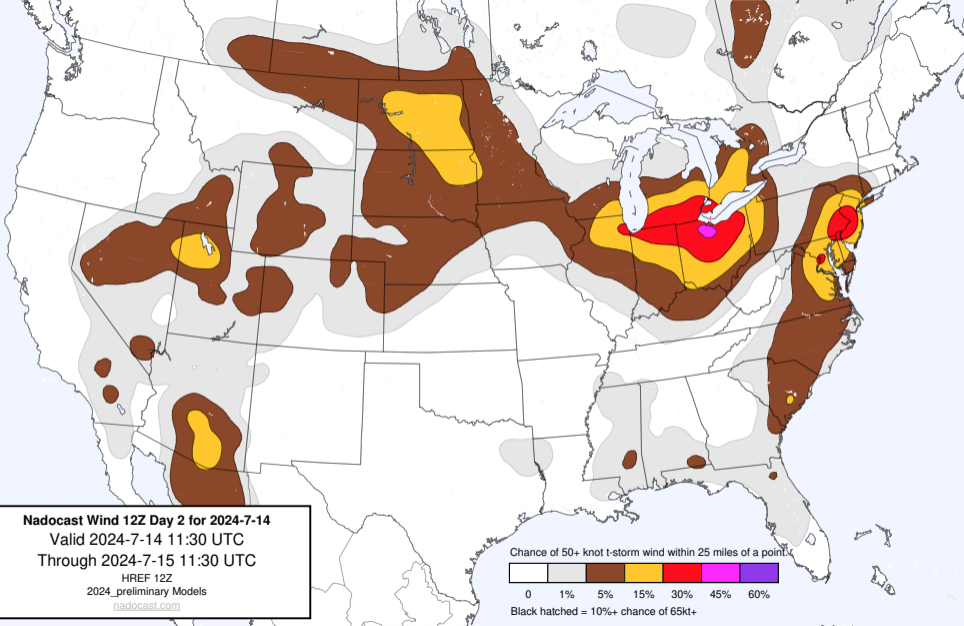 Nadocast Wind 12Z Day 2 for 2024-7-14
Valid 2024-7-14 11:30 UTC
Through 2024-7-15 11:30 UTC
HREF 12Z
2024_preliminary Models
nadocast.com
Chance of 50+ knot t-storm wind within 25 miles of a point.
0 1% 5% 15% 30% 45% 60%
Black hatched = 10%+ chance of 65kt+